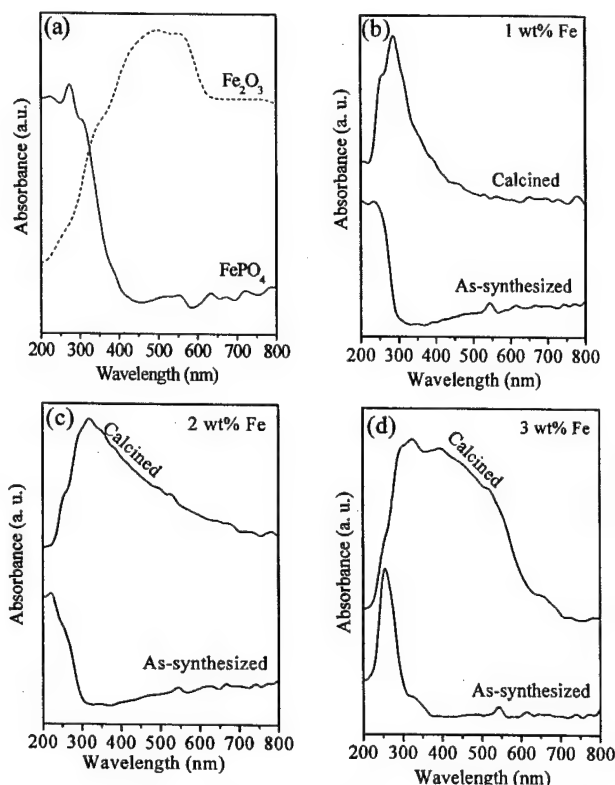 (a)
Fe₂O₃
FePO₄
Absorbance (a.u.)
200 300 400 500 600 700 800
Wavelength (nm)
(b)
1 wt% Fe
Calcined
As-synthesized
Absorbance (a.u.)
200 300 400 500 600 700 800
Wavelength (nm)
(c)
2 wt% Fe
Calcined
As-synthesized
Absorbance (a. u.)
200 300 400 500 600 700 800
Wavelength (nm)
(d)
3 wt% Fe
Calcined
As-synthesized
Absorbance (a. u.)
200 300 400 500 600 700 800
Wavelength (nm)